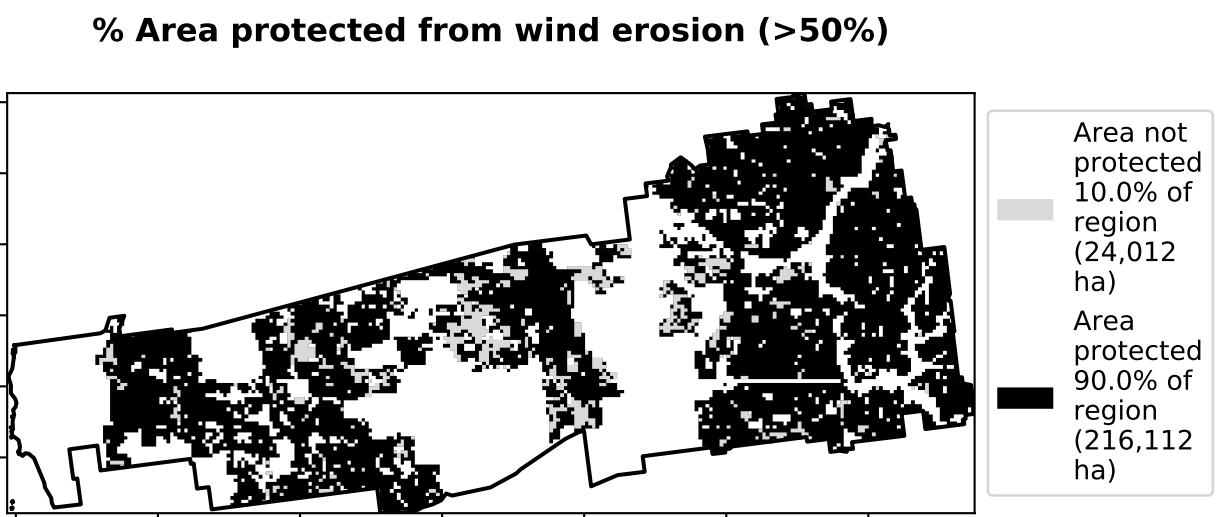 % Area protected from wind erosion (>50%)
Area not
protected
10.0% of
region
(24,012
ha)
Area
protected
90.0% of
region
(216,112
ha)